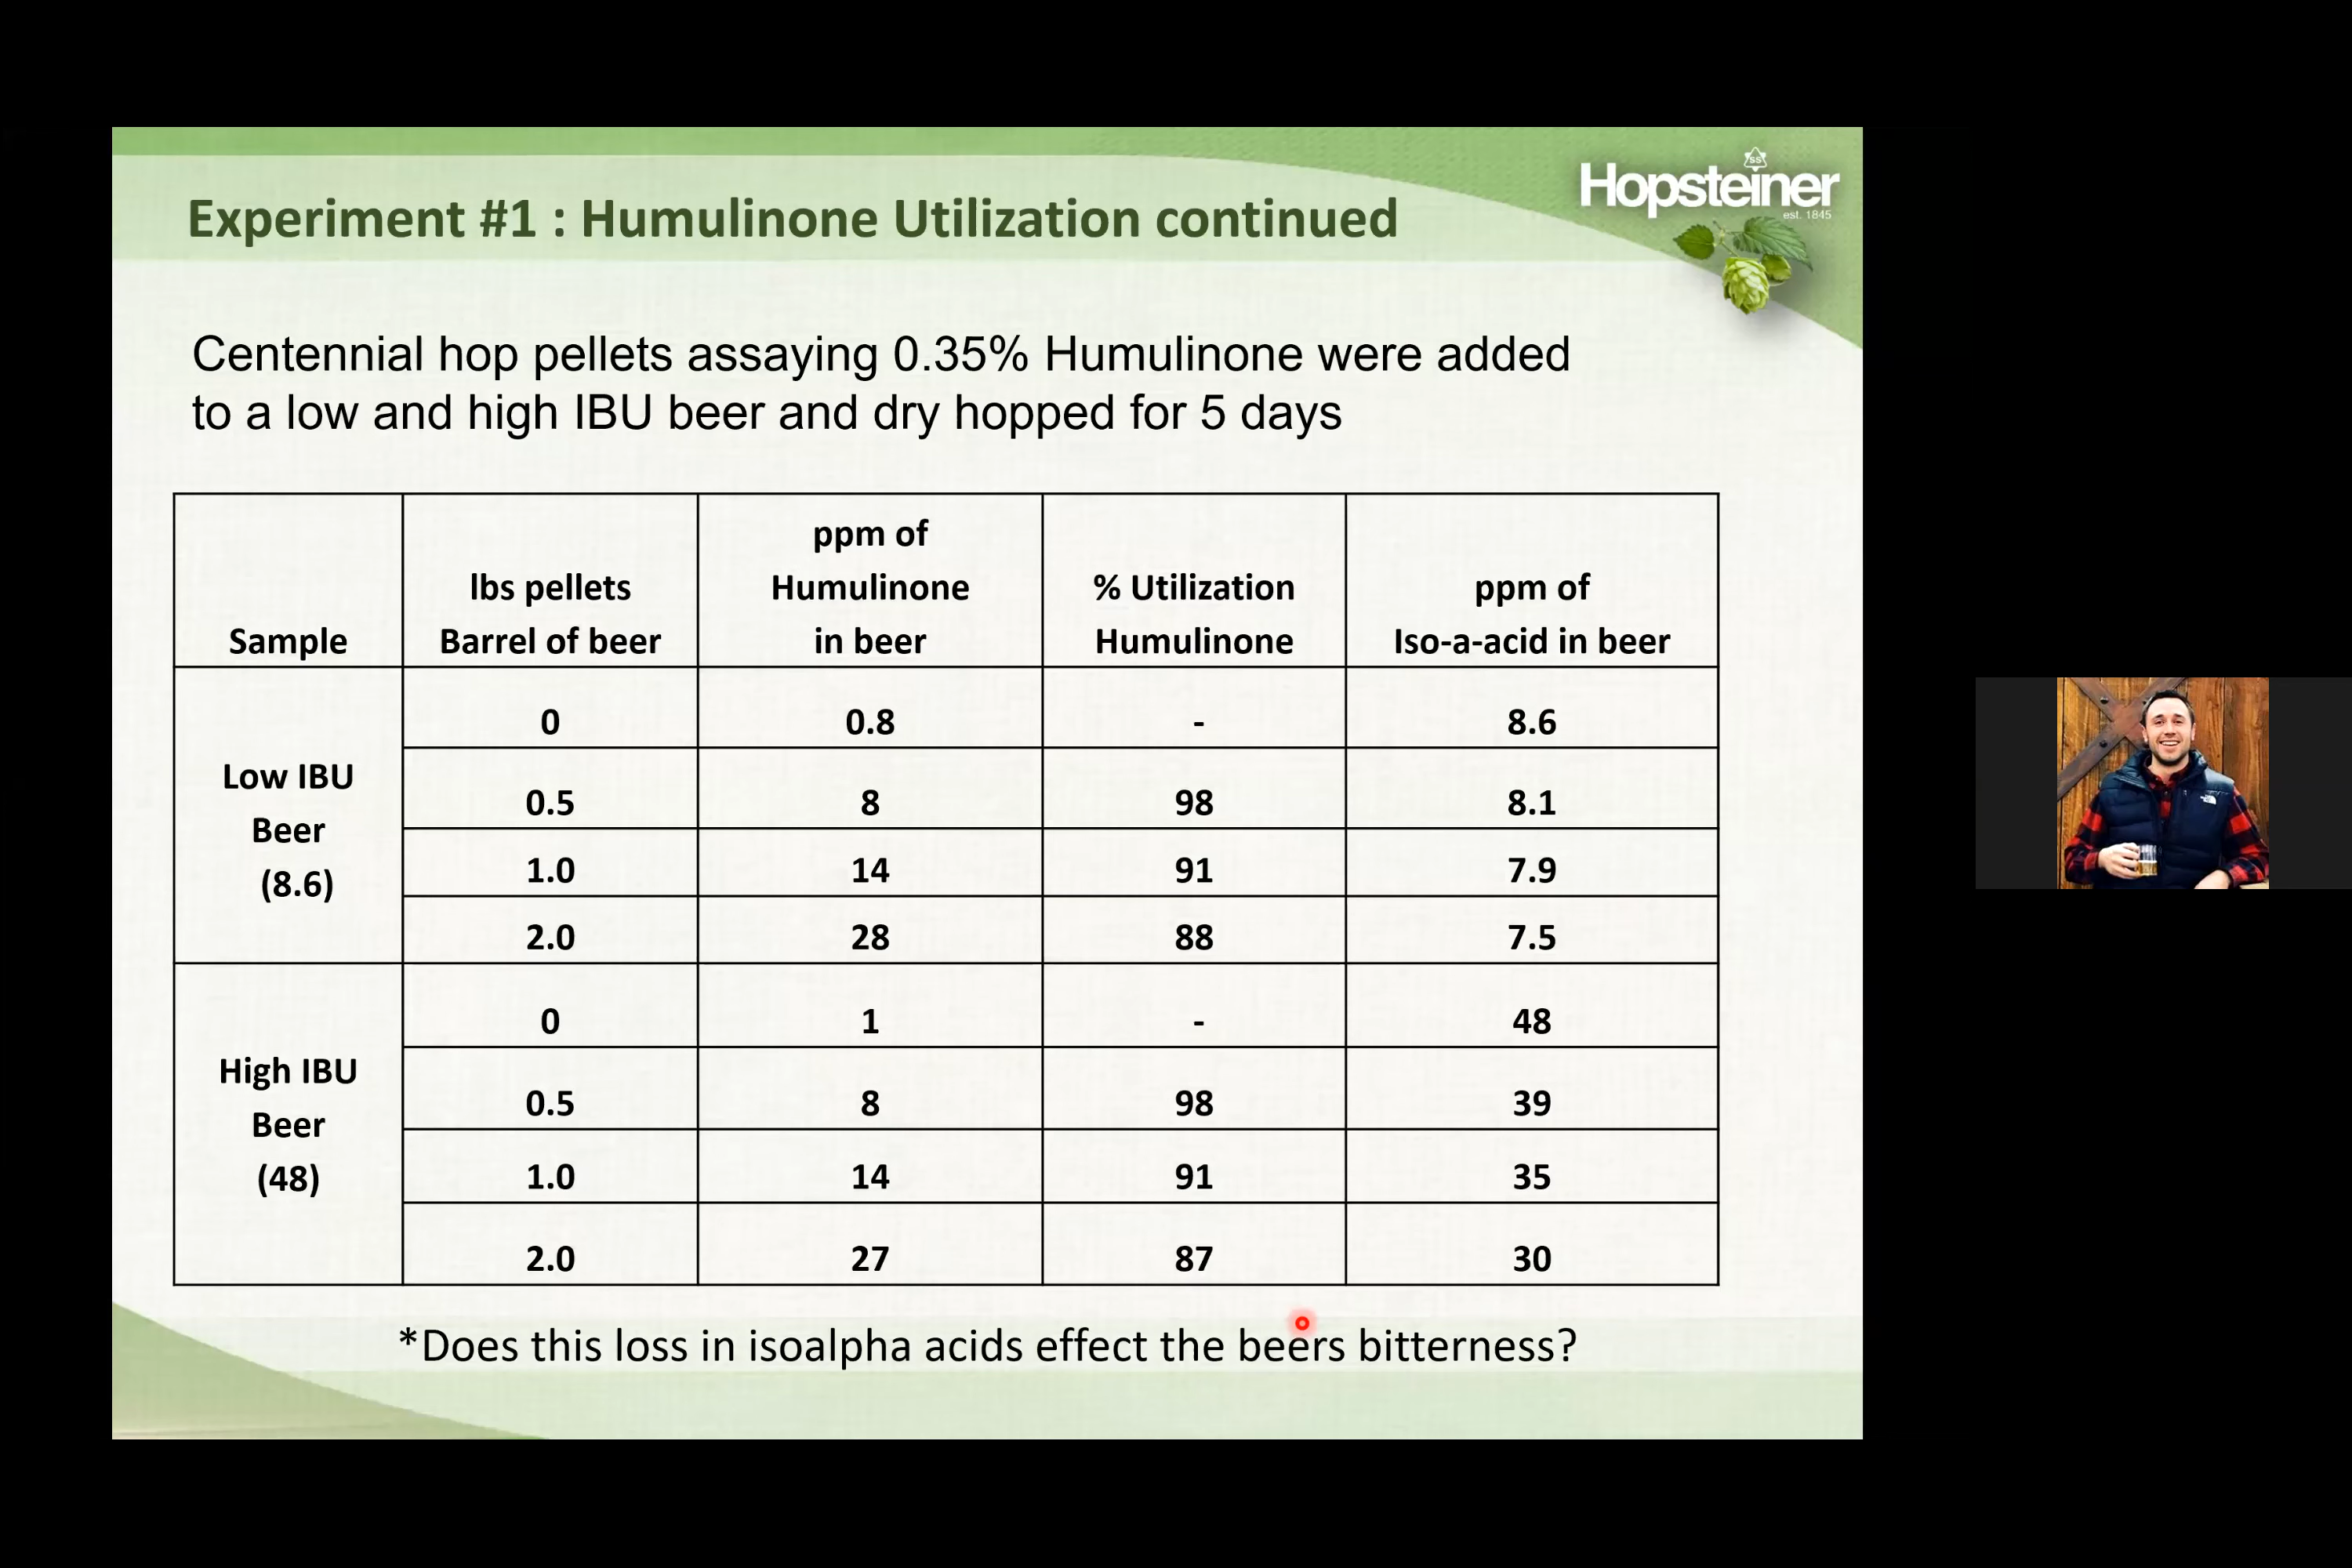 Hopsteiner
est. 1845
SS
Experiment #1 : Humulinone Utilization continued
Centennial hop pellets assaying 0.35% Humulinone were added
to a low and high IBU beer and dry hopped for 5 days
Sample
lbs pellets
Barrel of beer
ppm of
Humulinone
in beer
% Utilization
Humulinone
ppm of
Iso-a-acid in beer
Low IBU
Beer
(8.6)
0 0.8 - 8.6
0.5 8 98 8.1
1.0 14 91 7.9
2.0 28 88 7.5
High IBU
Beer
(48)
0 1 - 48
0.5 8 98 39
1.0 14 91 35
2.0 27 87 30
*Does this loss in isoalpha acids effect the beers bitterness?